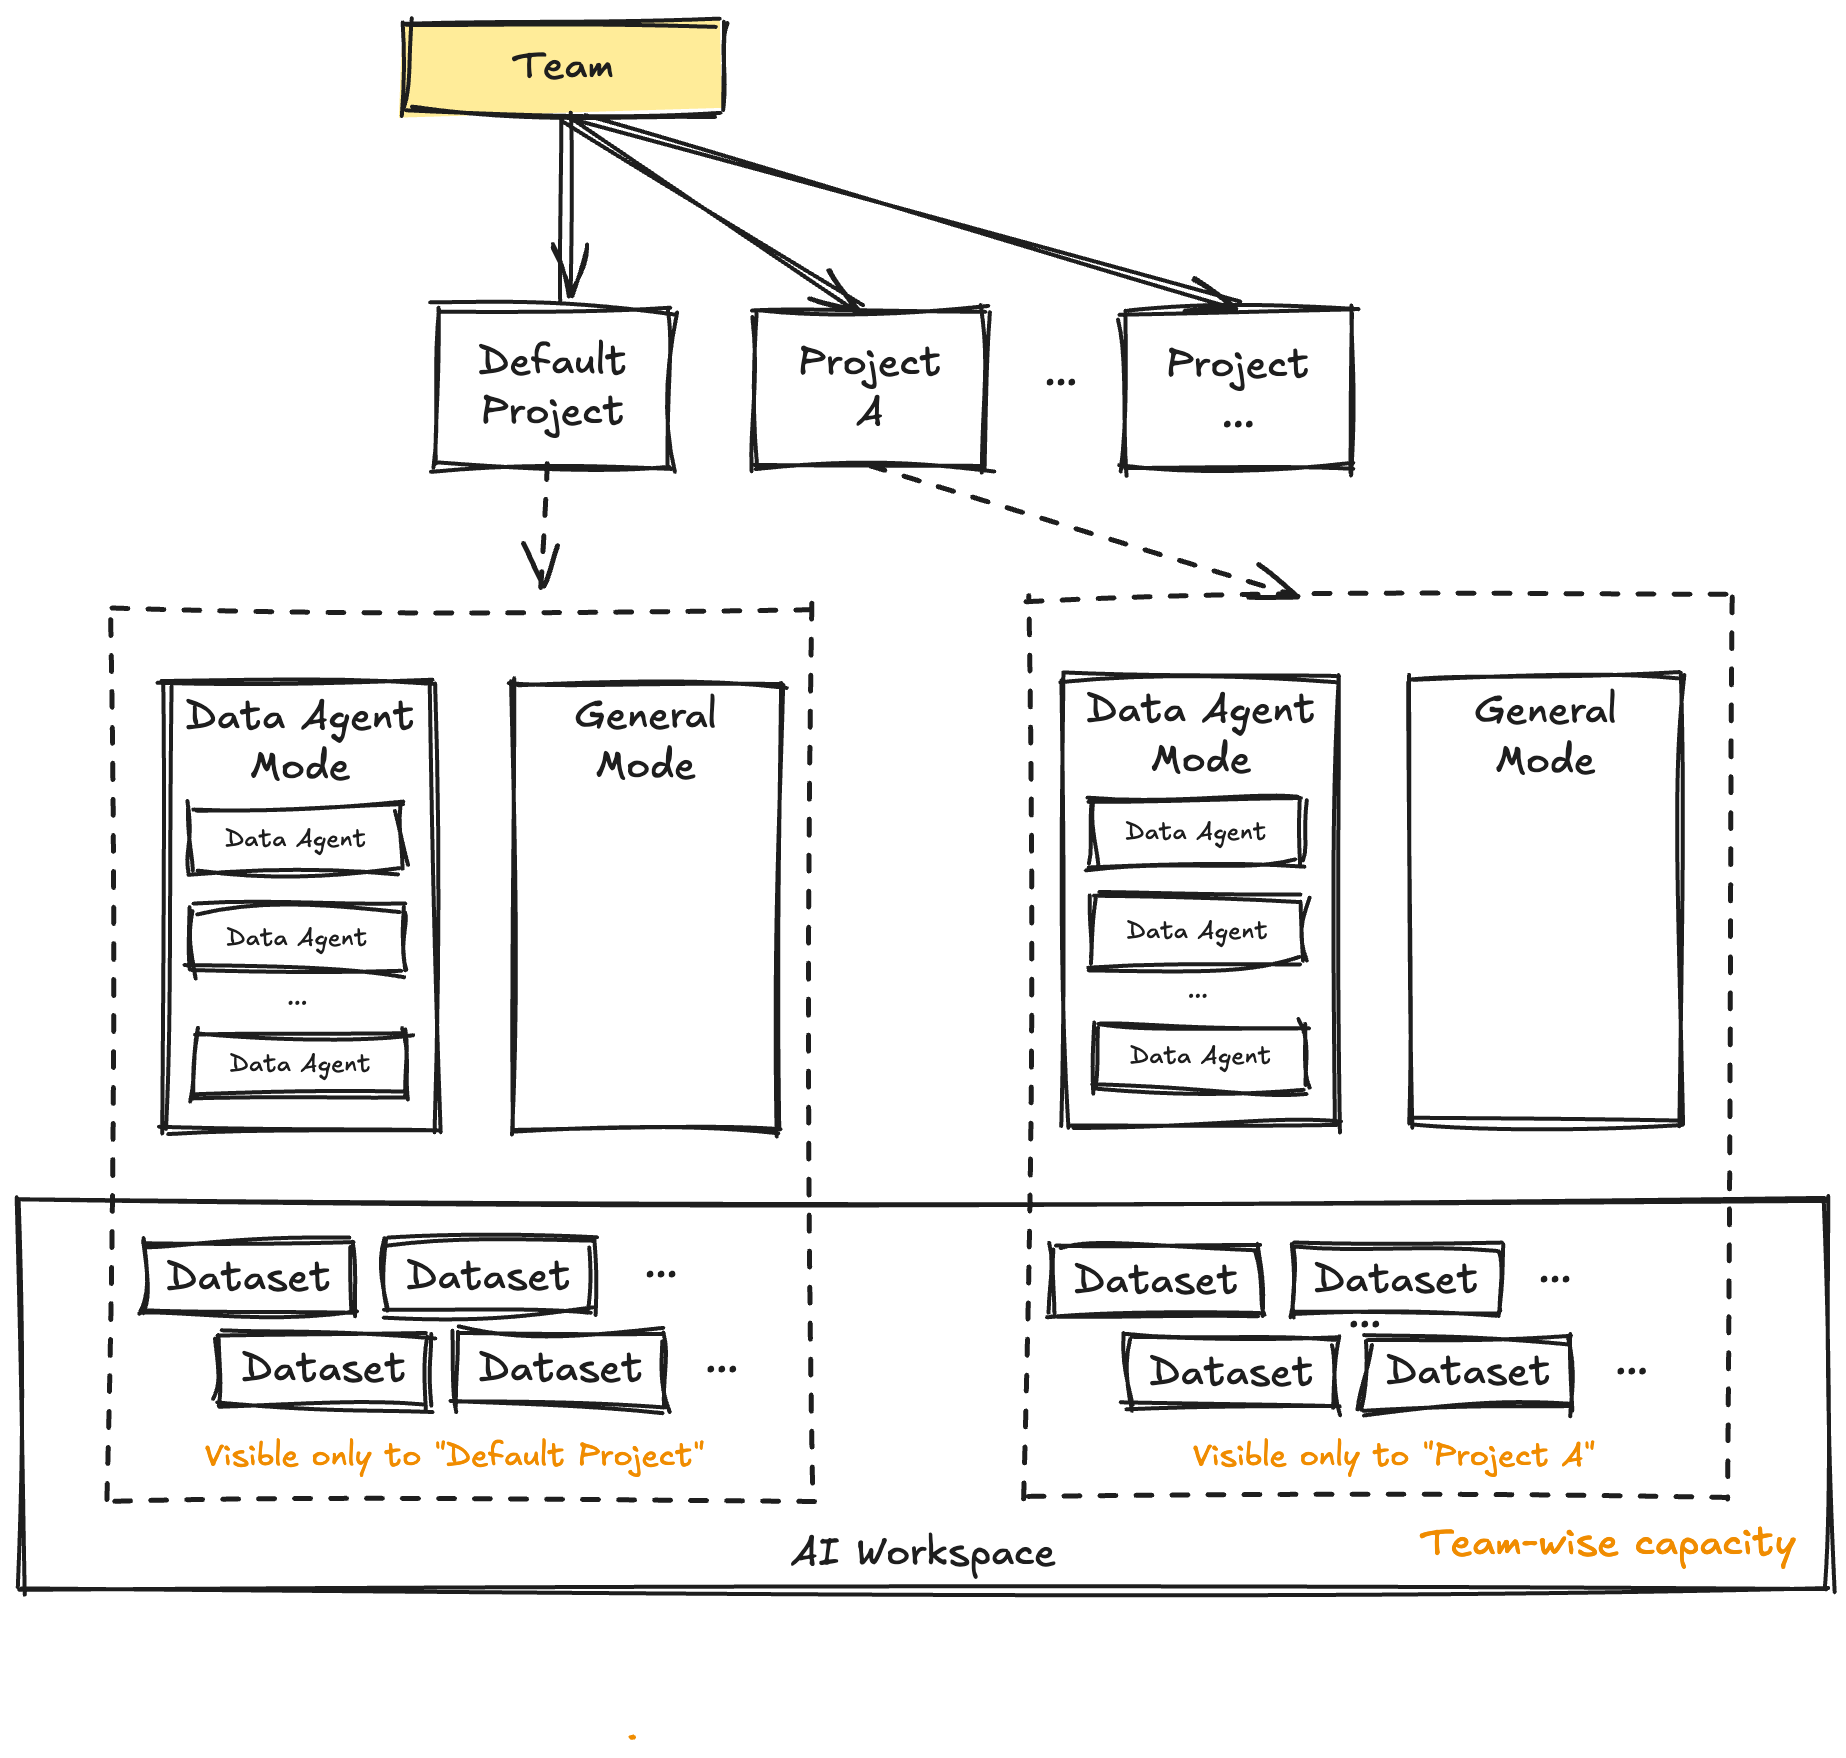 Team
Default
Project
Project
A
...
Project
...
Data Agent
Mode
Data Agent
Data Agent
...
Data Agent
General
Mode
Data Agent
Mode
Data Agent
Data Agent
...
Data Agent
General
Mode
Dataset
Dataset
...
Dataset
Dataset
...
Visible only to "Default Project"
Dataset
Dataset
...
...
Dataset
Dataset
...
Visible only to "Project A"
AI Workspace
Team-wise capacity